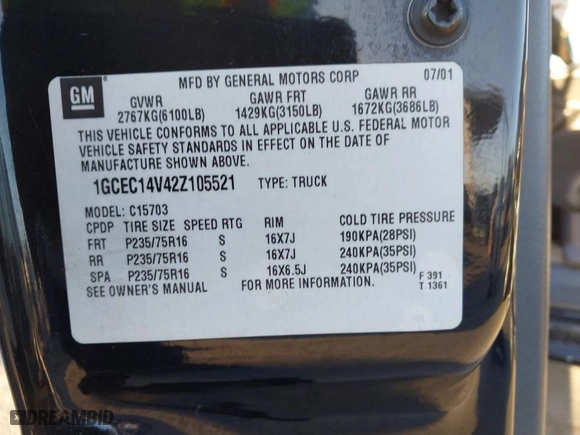 GM
®
MFD BY GENERAL MOTORS CORP 07/01
GVWR GAWR FRT GAWR RR
2767KG(6100LB) 1429KG(3150LB) 1672KG(3686LB)
THIS VEHICLE CONFORMS TO ALL APPLICABLE U.S. FEDERAL MOTOR
VEHICLE SAFETY STANDARDS IN EFFECT ON THE DATE OF
MANUFACTURE SHOWN ABOVE.
1GCEC14V42Z105521 TYPE: TRUCK
MODEL: C15703
CPDP TIRE SIZE SPEED RTG RIM COLD TIRE PRESSURE
FRT P235/75R16 S 16X7J 190KPA(28PSI)
RR P235/75R16 S 16X7J 240KPA(35PSI)
SPA P235/75R16 S 16X6.5J 240KPA(35PSI)
SEE OWNER'S MANUAL FOR MORE INFORMATION.
F 391
T 1361
DREAMBID